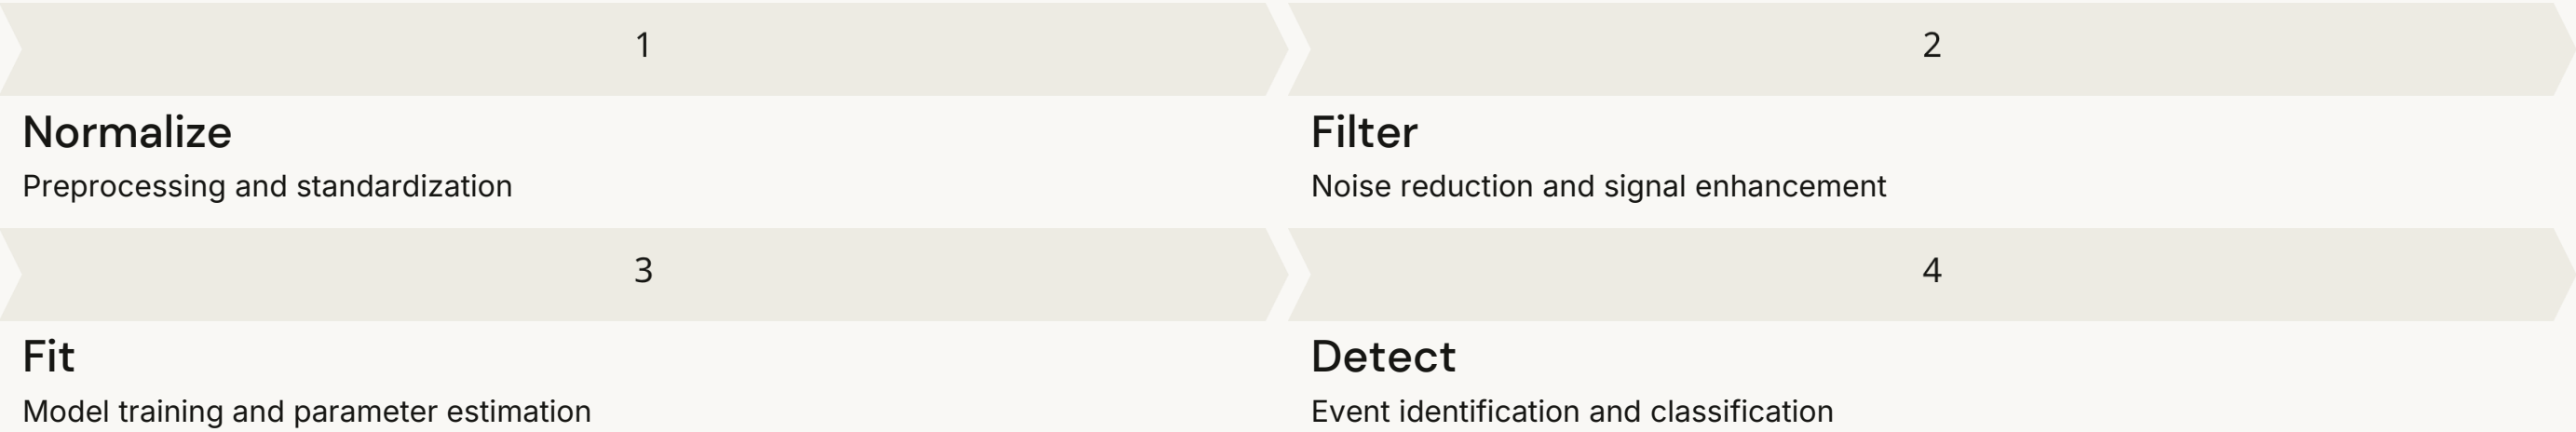 1
Normalize
Preprocessing and standardization
2
Filter
Noise reduction and signal enhancement
3
Fit
Model training and parameter estimation
4
Detect
Event identification and classification